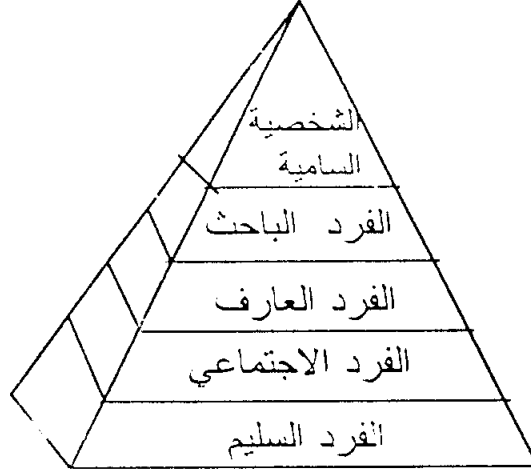 الشخصية
السامية
الفرد الباحث
الفرد العارف
الفرد الاجتماعي
الفرد السليم